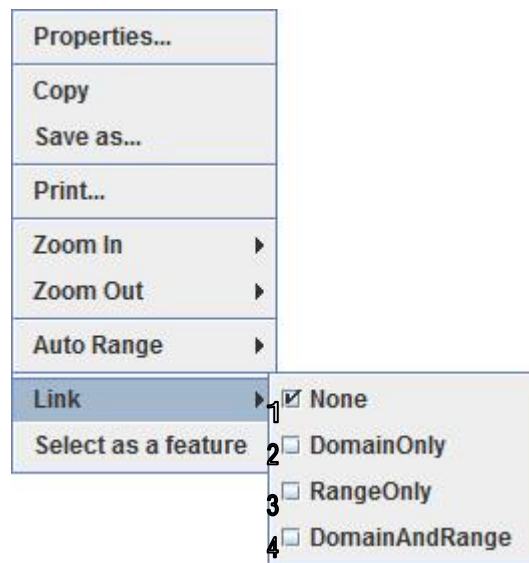 Properties...
Copy
Save as...
Print...
Zoom In
Zoom Out
Auto Range
Link
Select as a feature
1 None
2 DomainOnly
3 RangeOnly
4 DomainAndRange